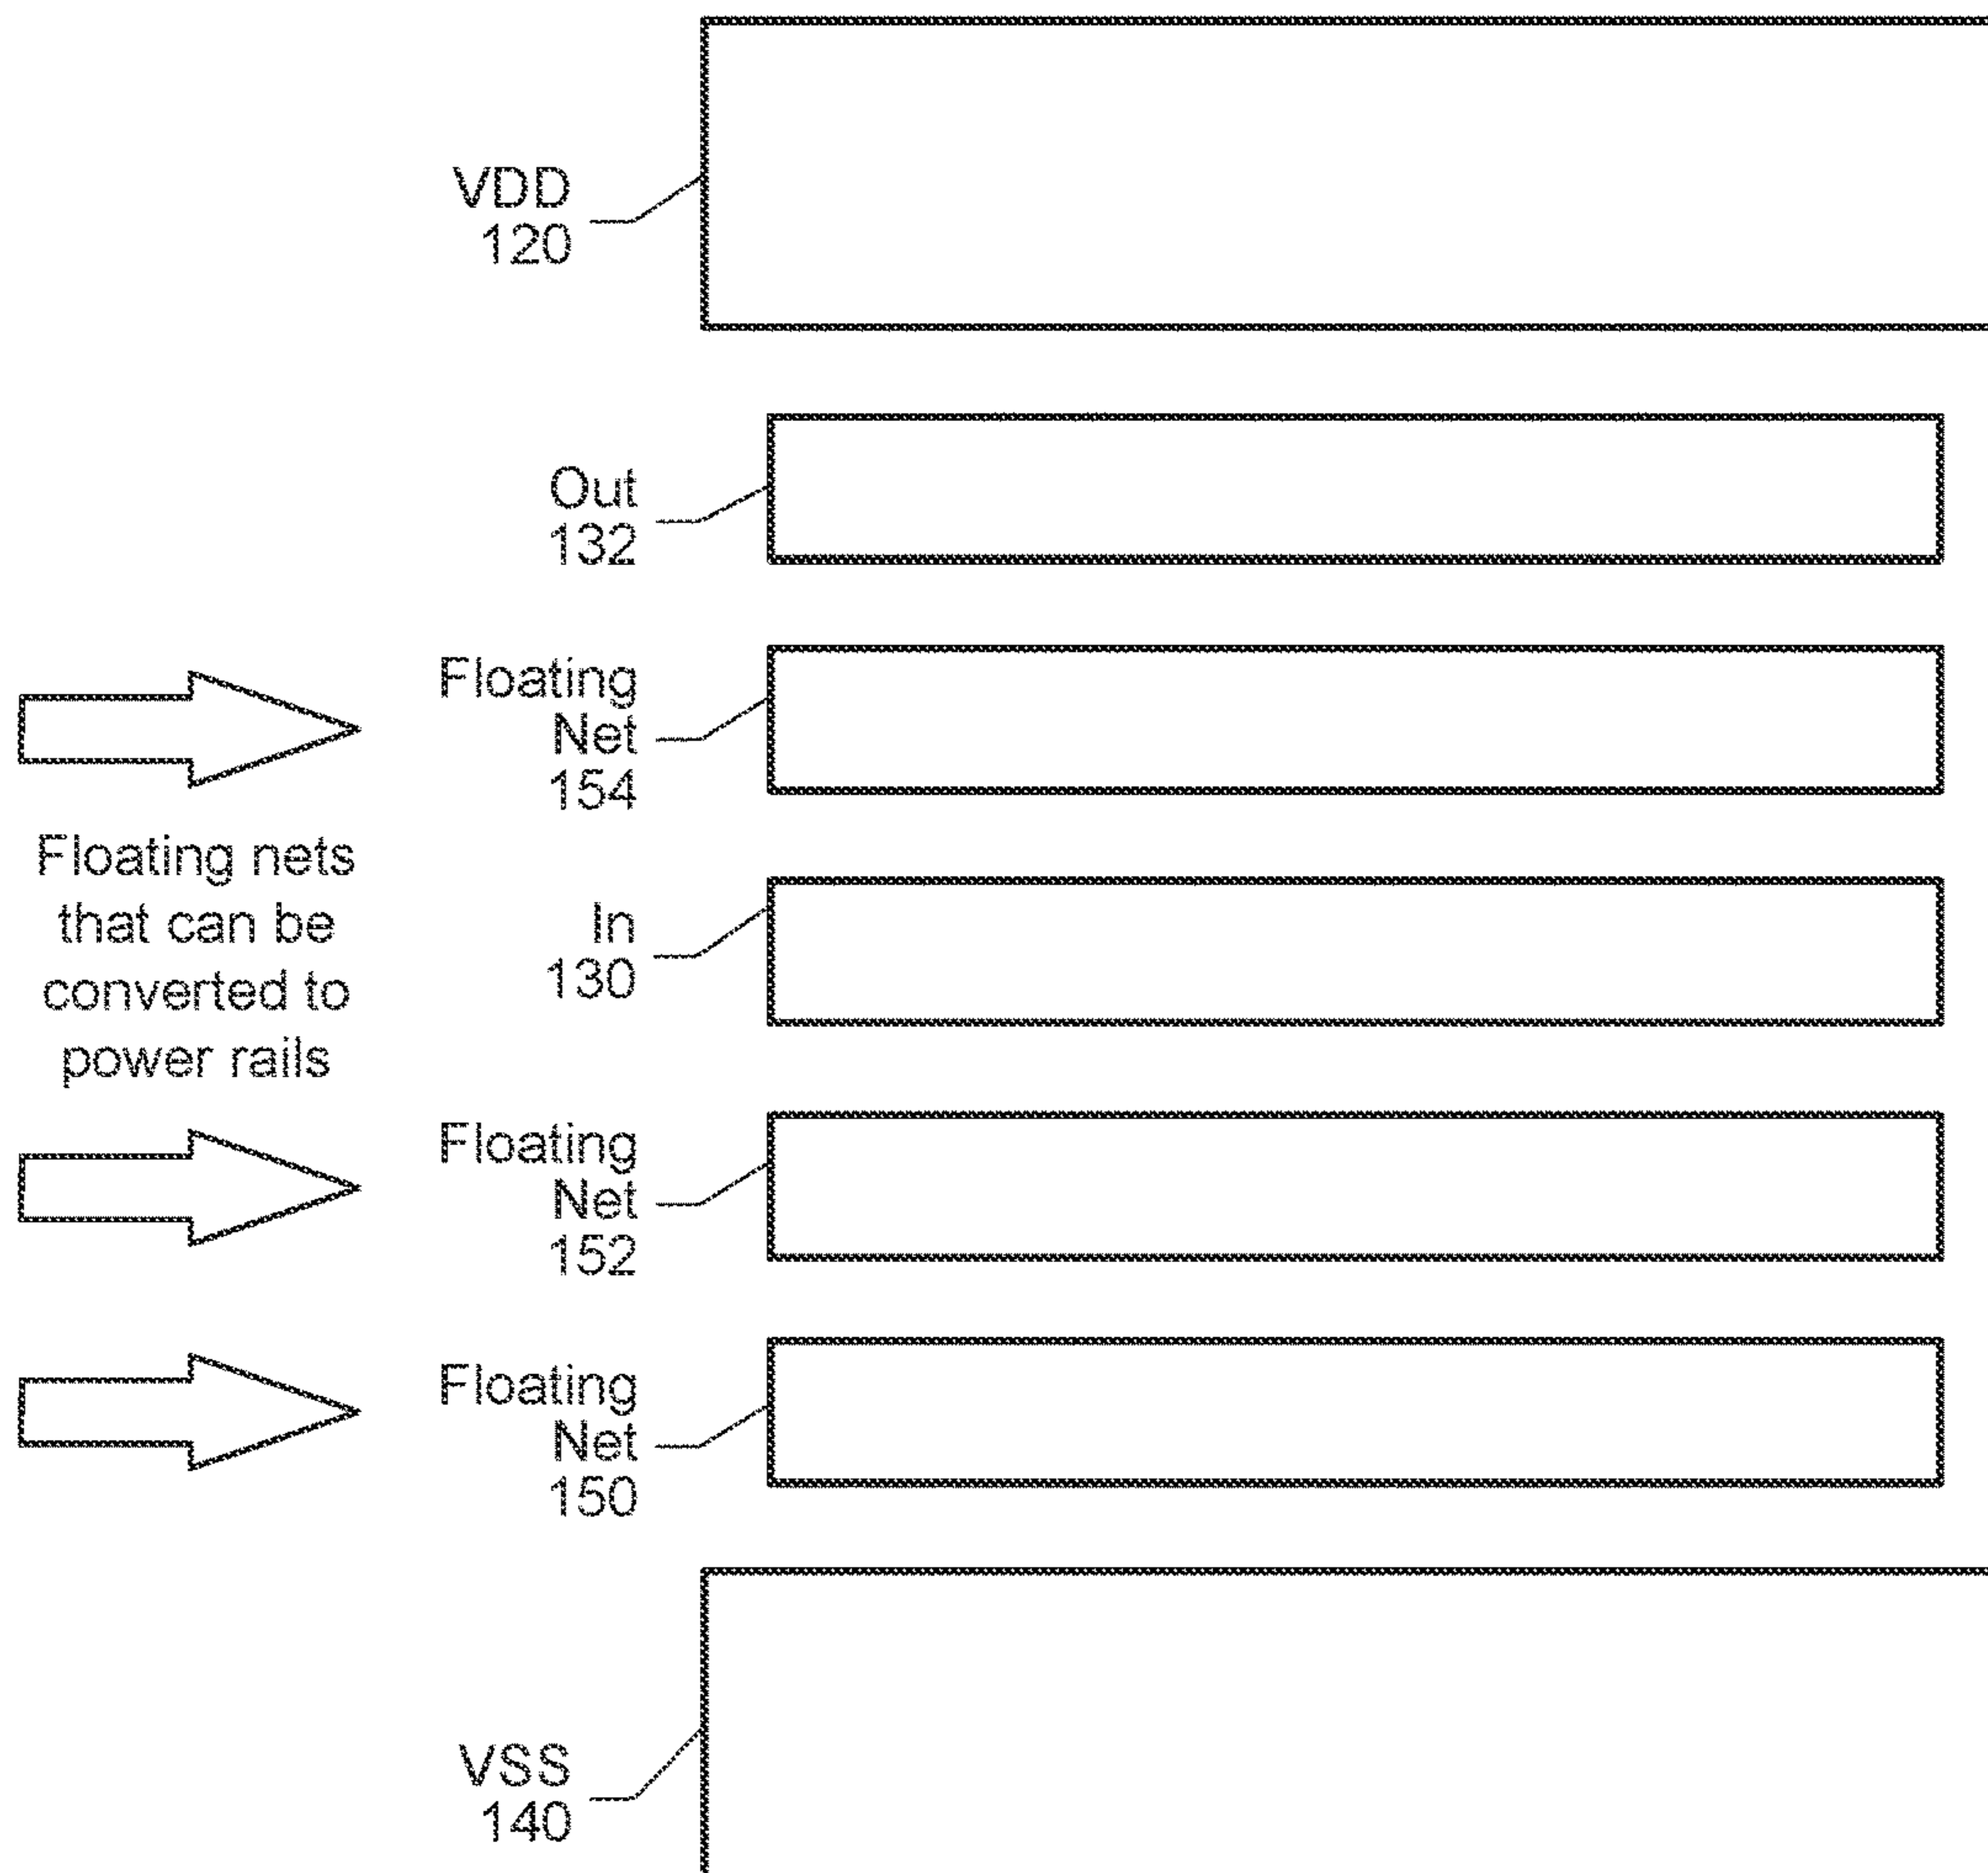 VDD
120
Out
132
Floating
Net
154
Floating nets
that can be
converted to
power rails
In
130
Floating
Net
152
Floating
Net
150
VSS
140